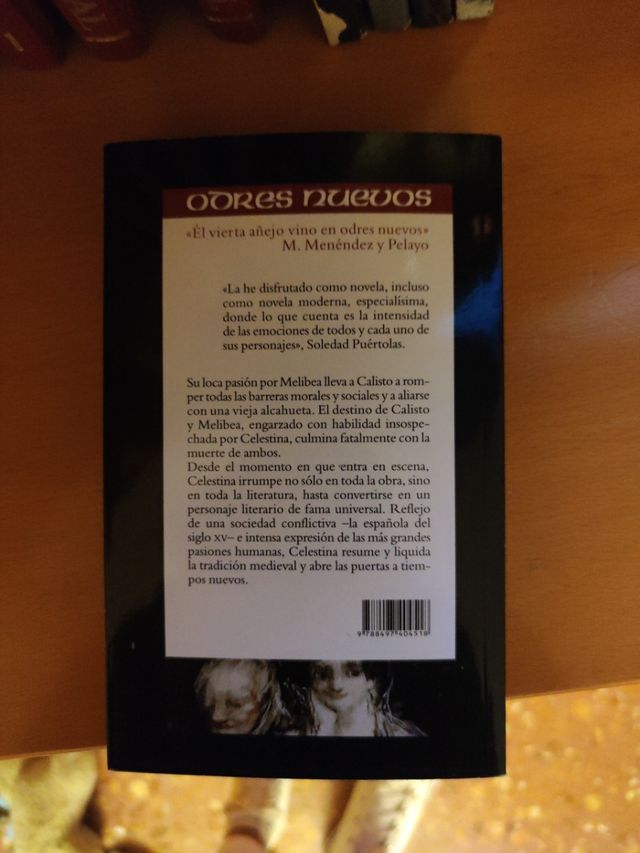 ODRES NUEVOS
«Él vierta añejo vino en odres nuevos»
M. Menéndez y Pelayo
«La he disfrutado como novela, incluso
como novela moderna, especialísima,
donde lo que cuenta es la intensidad
de las emociones de todos y cada uno de
sus personajes», Soledad Puértolas.
Su loca pasión por Melibea lleva a Calisto a rom-
per todas las barreras morales y sociales y a aliarse
con una vieja alcahueta. El destino de Calisto
y Melibea, engarzado con habilidad insospe-
chada por Celestina, culmina fatalmente con la
muerte de ambos.
Desde el momento en que entra en escena,
Celestina irrumpe no sólo en toda la obra, sino
en toda la literatura, hasta convertirse en un
personaje literario de fama universal. Reflejo
de una sociedad conflictiva –la española del
siglo XV– e intensa expresión de las más grandes
pasiones humanas, Celestina resume y liquida
la tradición medieval y abre las puertas a tiem-
pos nuevos.
9 788497 404518